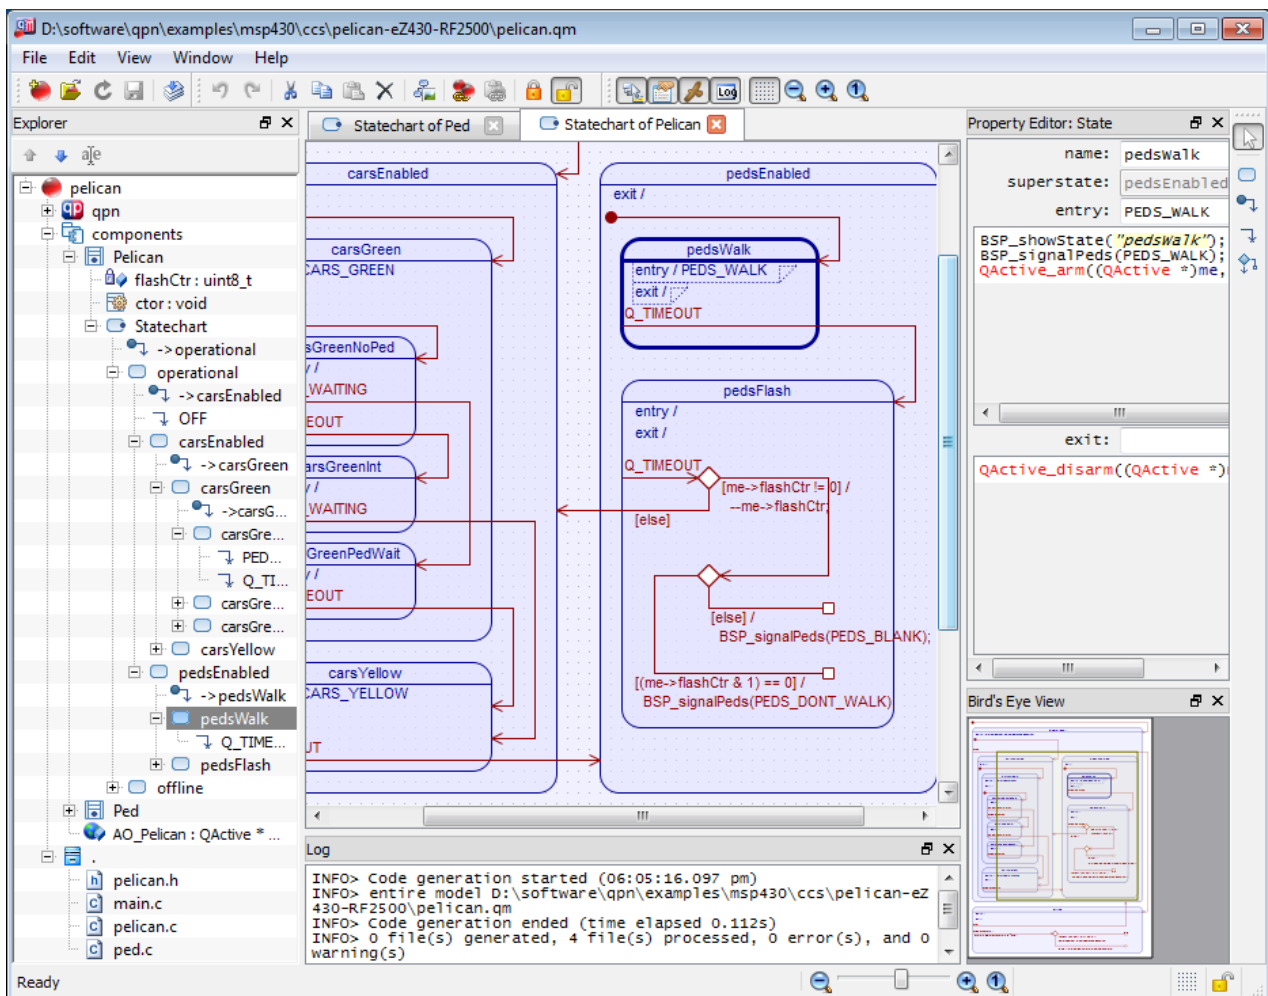 D:\software\qpn\examples\msp430\ccs\pelican-eZ430-RF2500\pelican.qm
File Edit View Window Help
Explorer
pelican
qpn
components
Pelican
flashCtr : uint8_t
ctor : void
Statechart
->operational
operational
->carsEnabled
OFF
carsEnabled
->carsGreen
carsGreen
->carsG...
carsGre...
PED...
Q_TI...
carsGre...
carsGre...
carsYellow
pedsEnabled
->pedsWalk
pedsWalk
Q_TIME...
pedsFlash
offline
Ped
AO_Pelican : QActive * ...
.
pelican.h
main.c
pelican.c
ped.c
Statechart of Ped
Statechart of Pelican
carsEnabled
carsGreen
CARS_GREEN
sGreenNoPed
y /
_WAITING
EOUT
arsGreenInt
y /
_WAITING
GreenPedWait
y /
EOUT
carsYellow
CARS_YELLOW
UT
pedsEnabled
exit /
pedsWalk
entry / PEDS_WALK
exit /
Q_TIMEOUT
pedsFlash
entry /
exit /
Q_TIMEOUT
[me->flashCtr != 0] /
--me->flashCtr;
[else]
[else] /
BSP_signalPeds(PEDS_BLANK);
[(me->flashCtr & 1) == 0] /
BSP_signalPeds(PEDS_DONT_WALK)
Log
INFO> Code generation started (06:05:16.097 pm)
INFO> entire model D:\software\qpn\examples\msp430\ccs\pelican-eZ
430-RF2500\pelican.qm
INFO> Code generation ended (time elapsed 0.112s)
INFO> 0 file(s) generated, 4 file(s) processed, 0 error(s), and 0
warning(s)
Property Editor: State
name: pedsWalk
superstate: pedsEnabled
entry: PEDS_WALK
BSP_showState("pedsWalk");
BSP_signalPeds(PEDS_WALK);
QActive_arm((QActive *)me,
exit:
QActive_disarm((QActive *)
Bird's Eye View
Ready